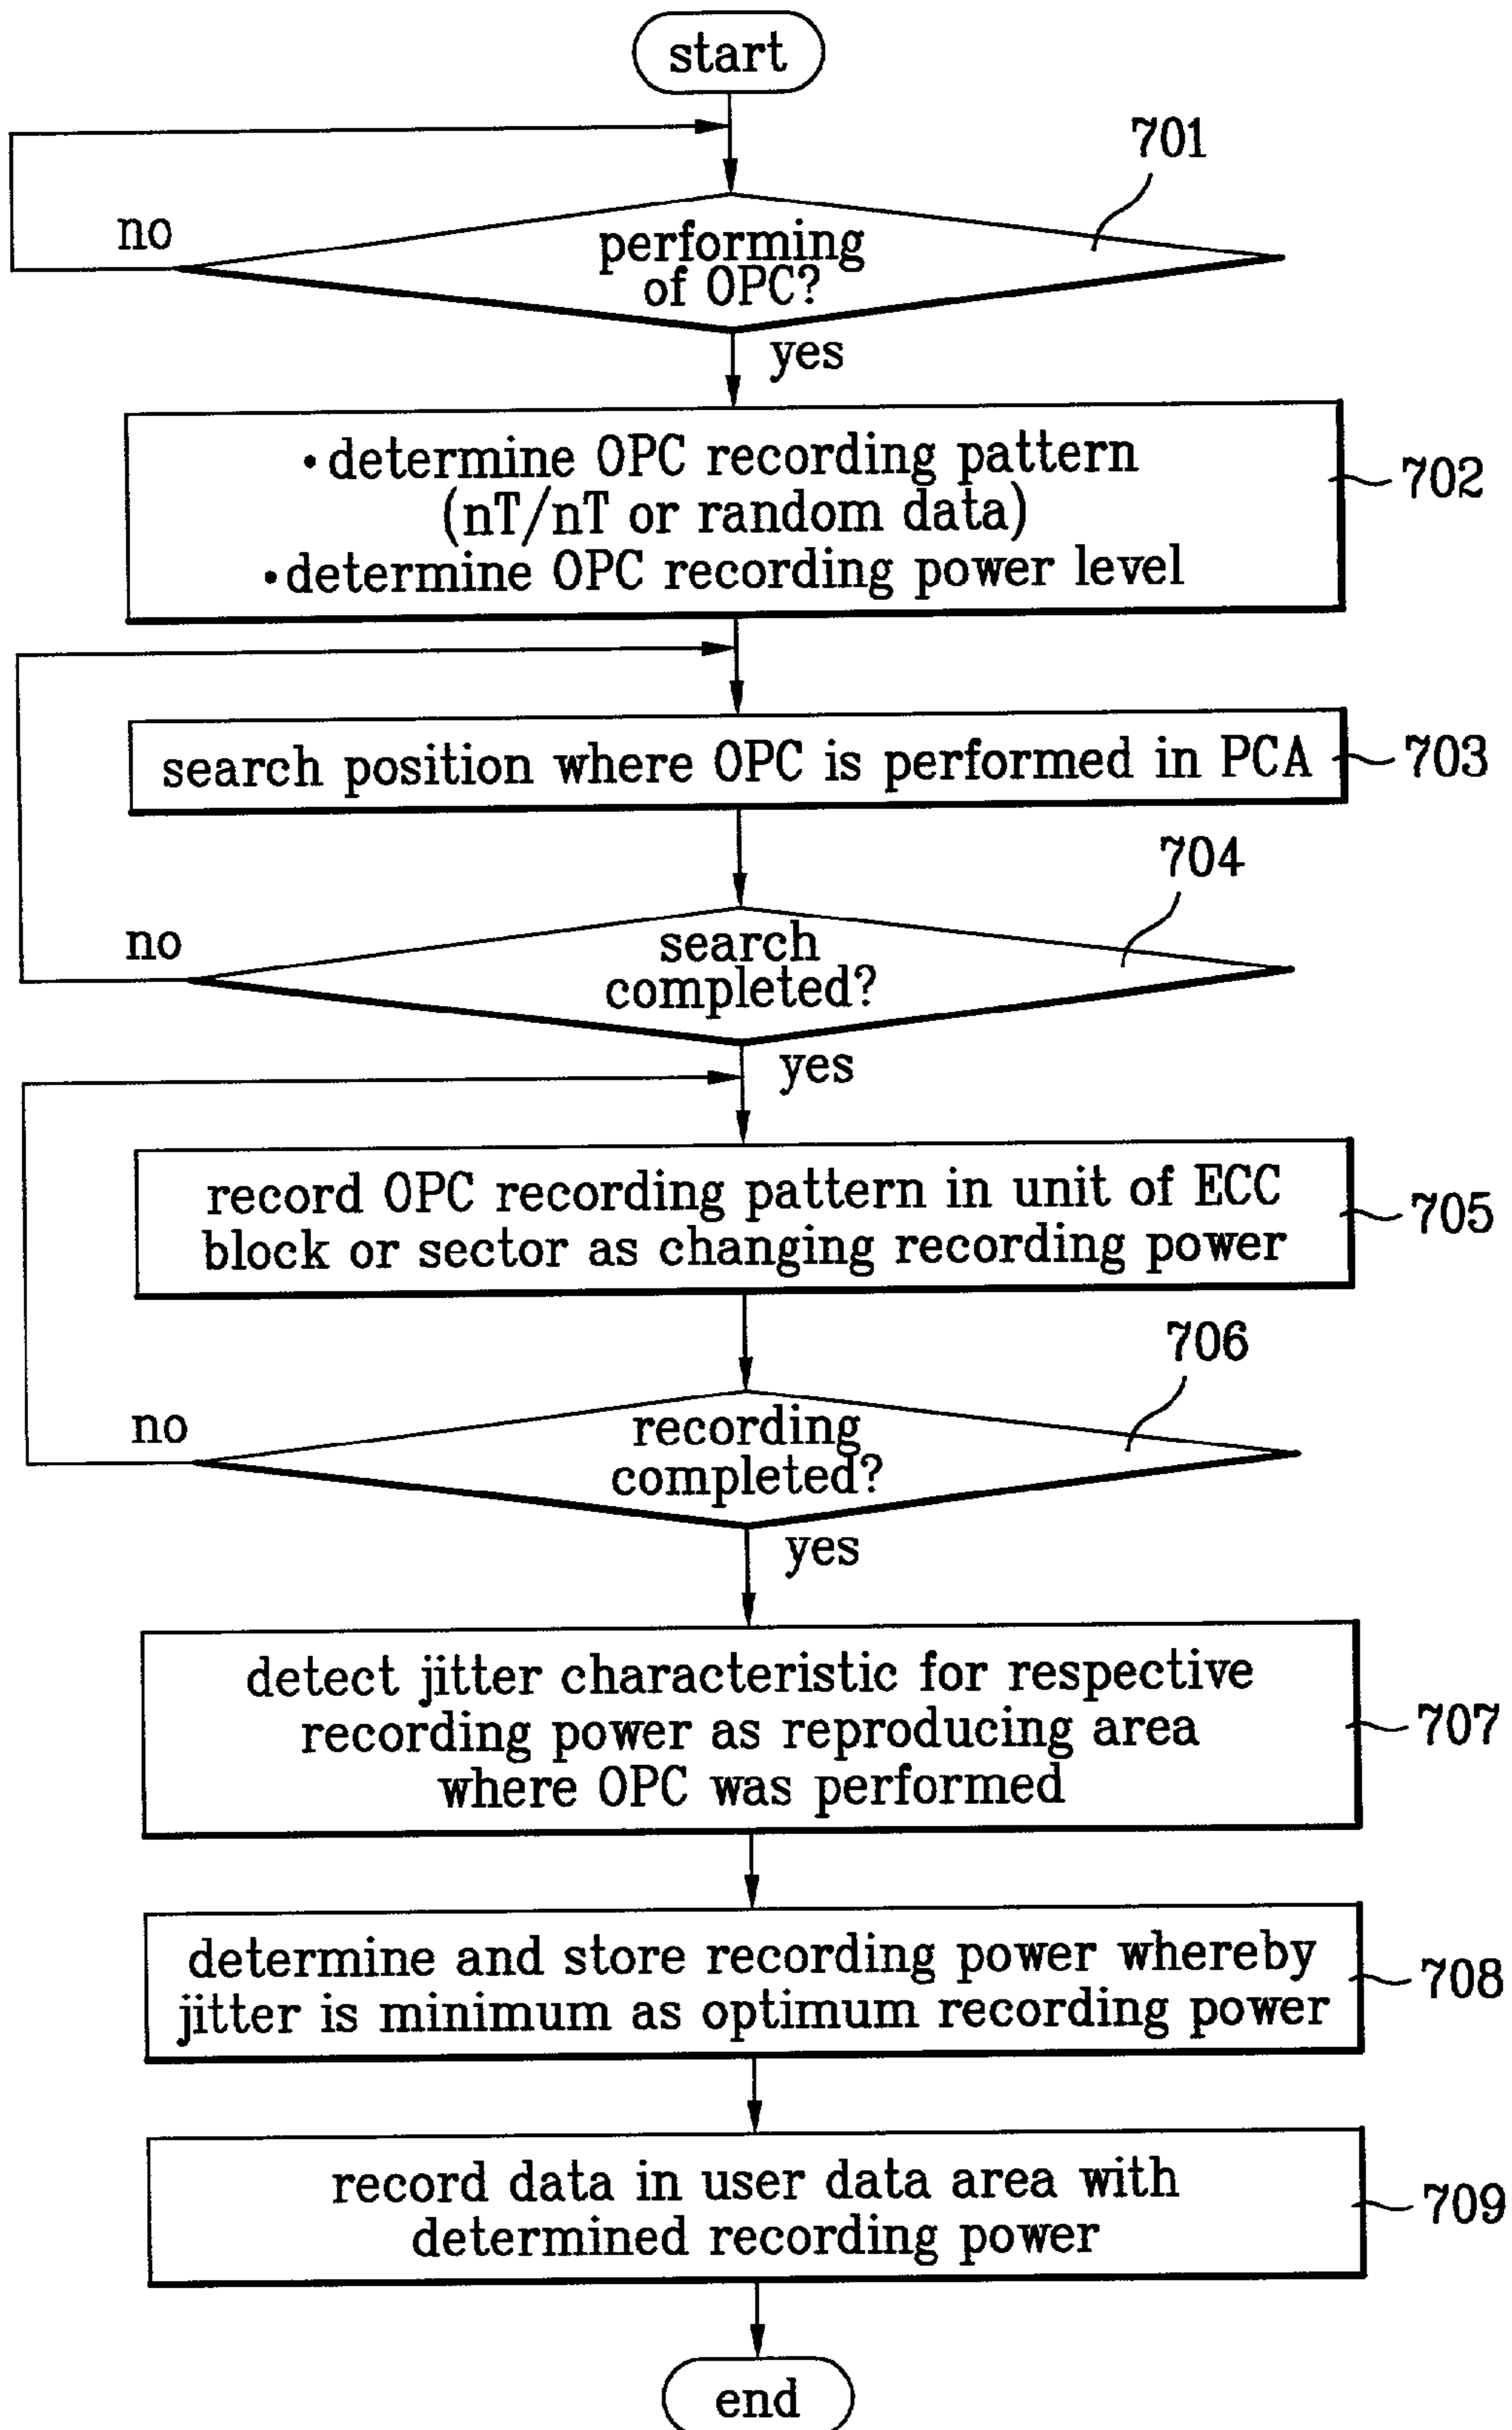 start
701
no
performing
of OPC?
yes
•determine OPC recording pattern
(nT/nT or random data)
•determine OPC recording power level
702
search position where OPC is performed in PCA
703
704
no
search
completed?
yes
record OPC recording pattern in unit of ECC
block or sector as changing recording power
705
706
no
recording
completed?
yes
detect jitter characteristic for respective
recording power as reproducing area
where OPC was performed
707
determine and store recording power whereby
jitter is minimum as optimum recording power
708
record data in user data area with
determined recording power
709
end